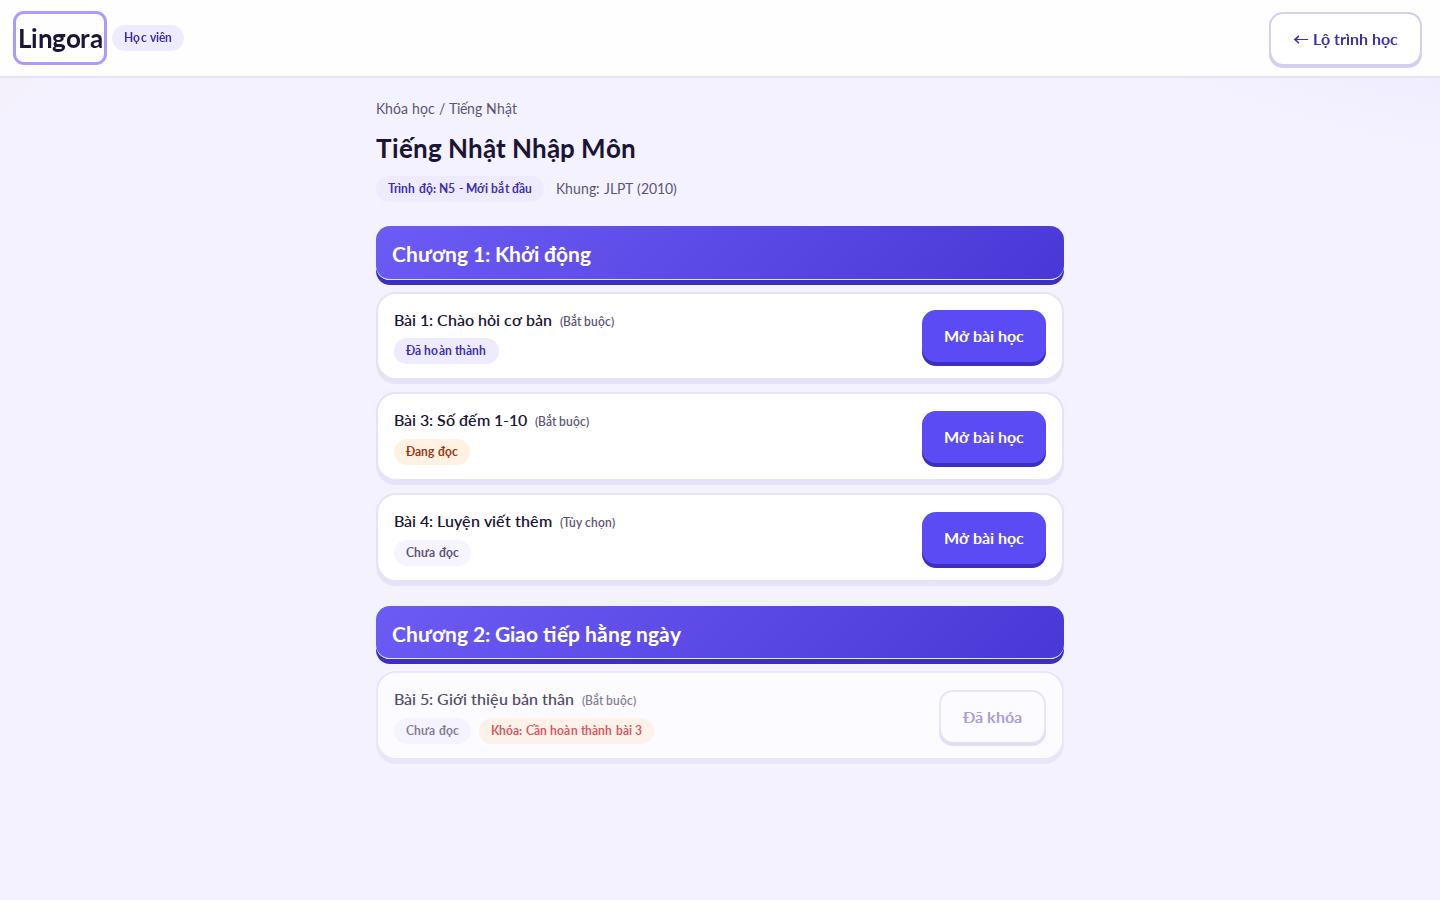 Lingora
Học viên
← Lộ trình học
Khóa học / Tiếng Nhật
Tiếng Nhật Nhập Môn
Trình độ: N5 - Mới bắt đầu
Khung: JLPT (2010)
Chương 1: Khởi động
Bài 1: Chào hỏi cơ bản (Bắt buộc)
Đã hoàn thành
Mở bài học
Bài 3: Số đếm 1-10 (Bắt buộc)
Đang đọc
Mở bài học
Bài 4: Luyện viết thêm (Tùy chọn)
Chưa đọc
Mở bài học
Chương 2: Giao tiếp hằng ngày
Bài 5: Giới thiệu bản thân (Bắt buộc)
Chưa đọc
Khóa: Cần hoàn thành bài 3
Đã khóa